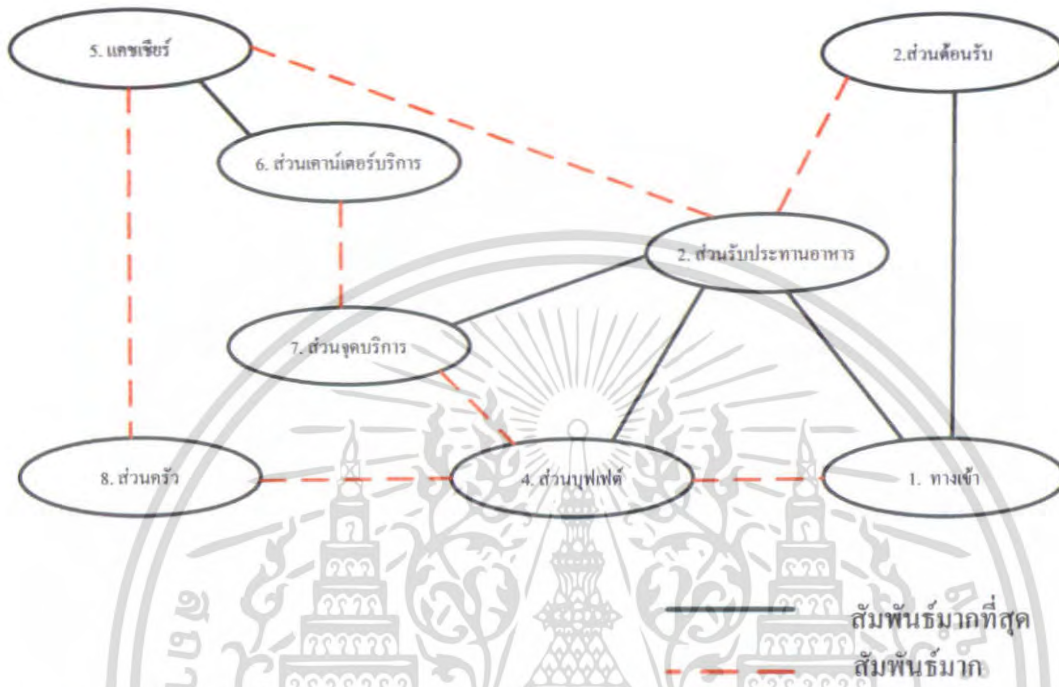 5. แคชเชียร์
2.ส่วนต้อนรับ
6. ส่วนเคาน์เตอร์บริการ
2. ส่วนรับประทานอาหาร
7. ส่วนจุดบริการ
8. ส่วนครัว
4. ส่วนบุฟเฟต์
1. ทางเข้า
สัมพันธ์มากที่สุด
สัมพันธ์มาก